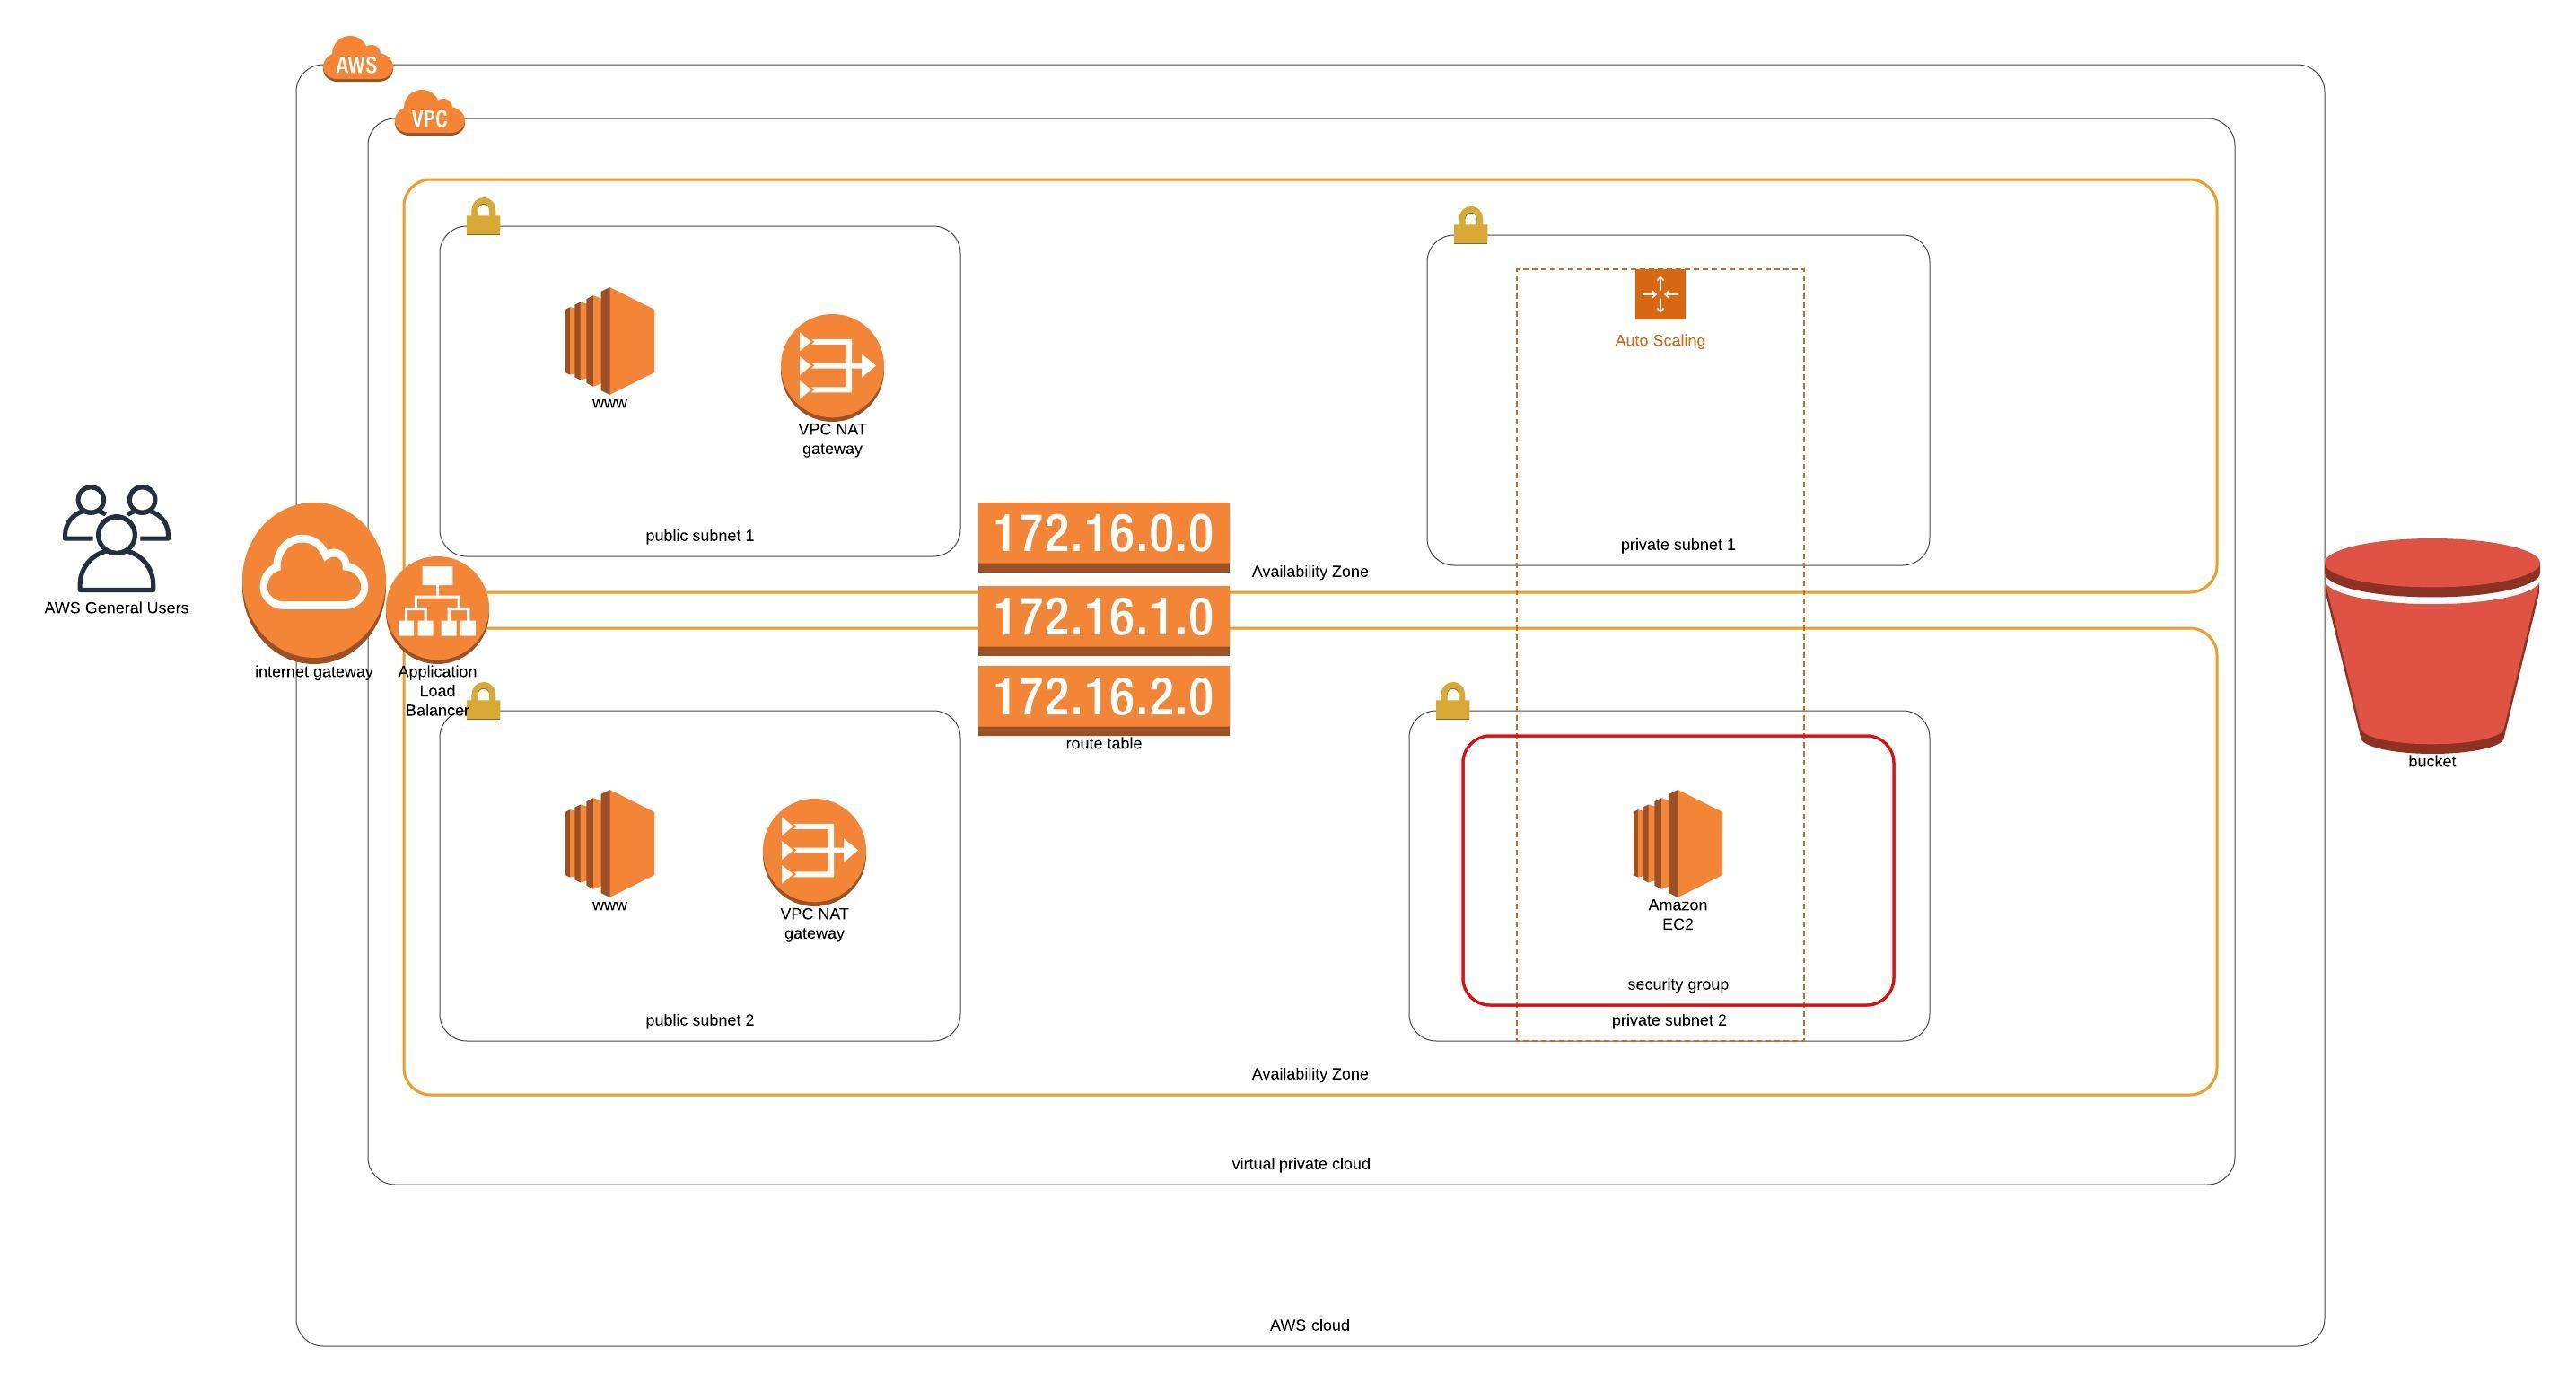 AWS
VPC
www
VPC NAT
gateway
public subnet 1
Auto Scaling
private subnet 1
172.16.0.0
172.16.1.0
172.16.2.0
route table
Availability Zone
AWS General Users
internet gateway
Application
Load
Balancer
www
VPC NAT
gateway
public subnet 2
Amazon
EC2
security group
private subnet 2
Availability Zone
bucket
virtual private cloud
AWS cloud